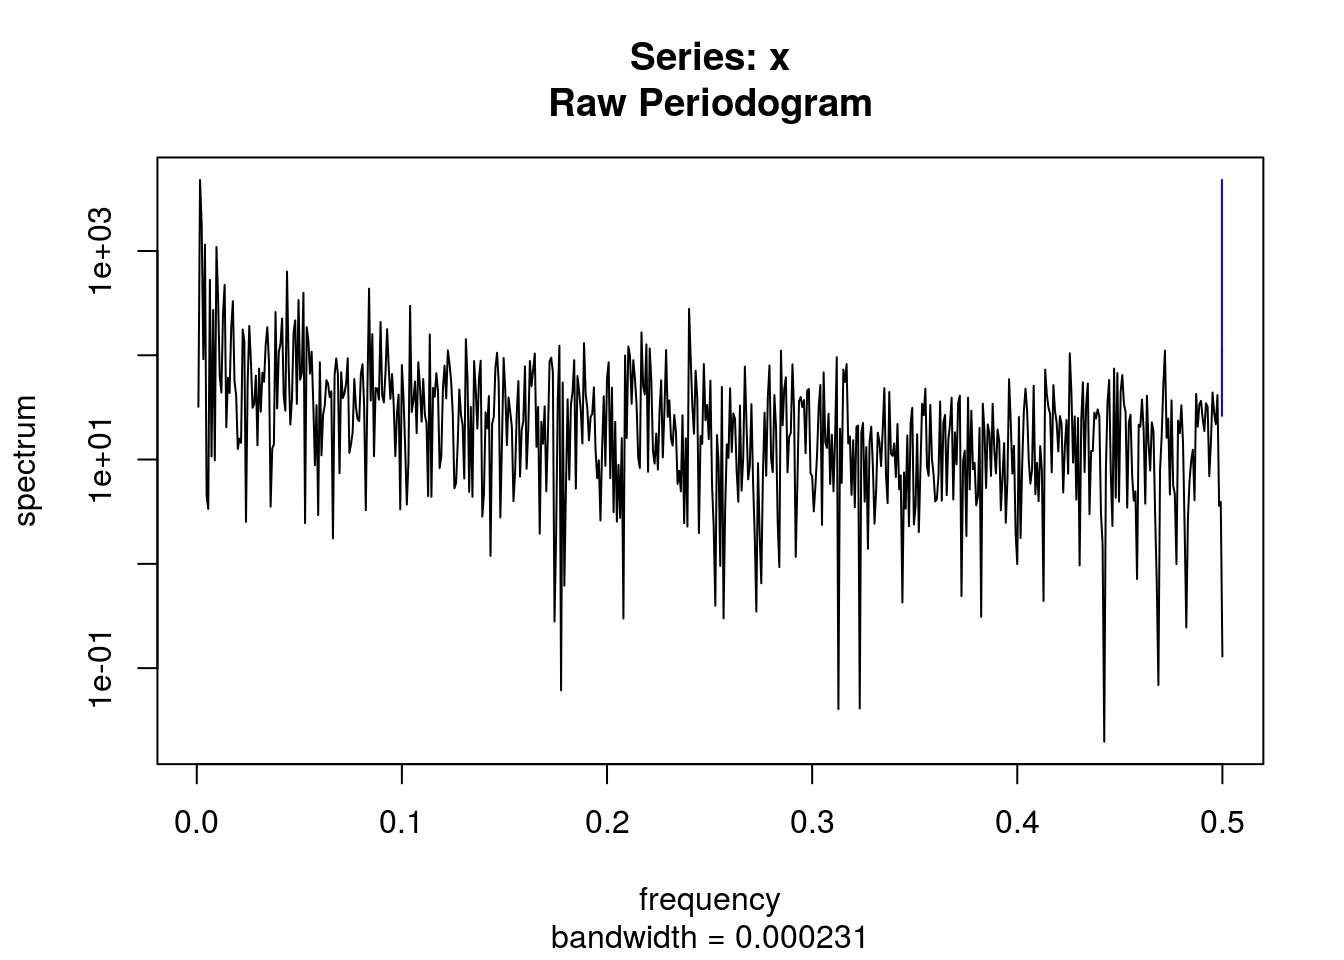 Series: x
Raw Periodogram
1e+03
1e+01
1e-01
spectrum
0.0 0.1 0.2 0.3 0.4 0.5
frequency
bandwidth = 0.000231